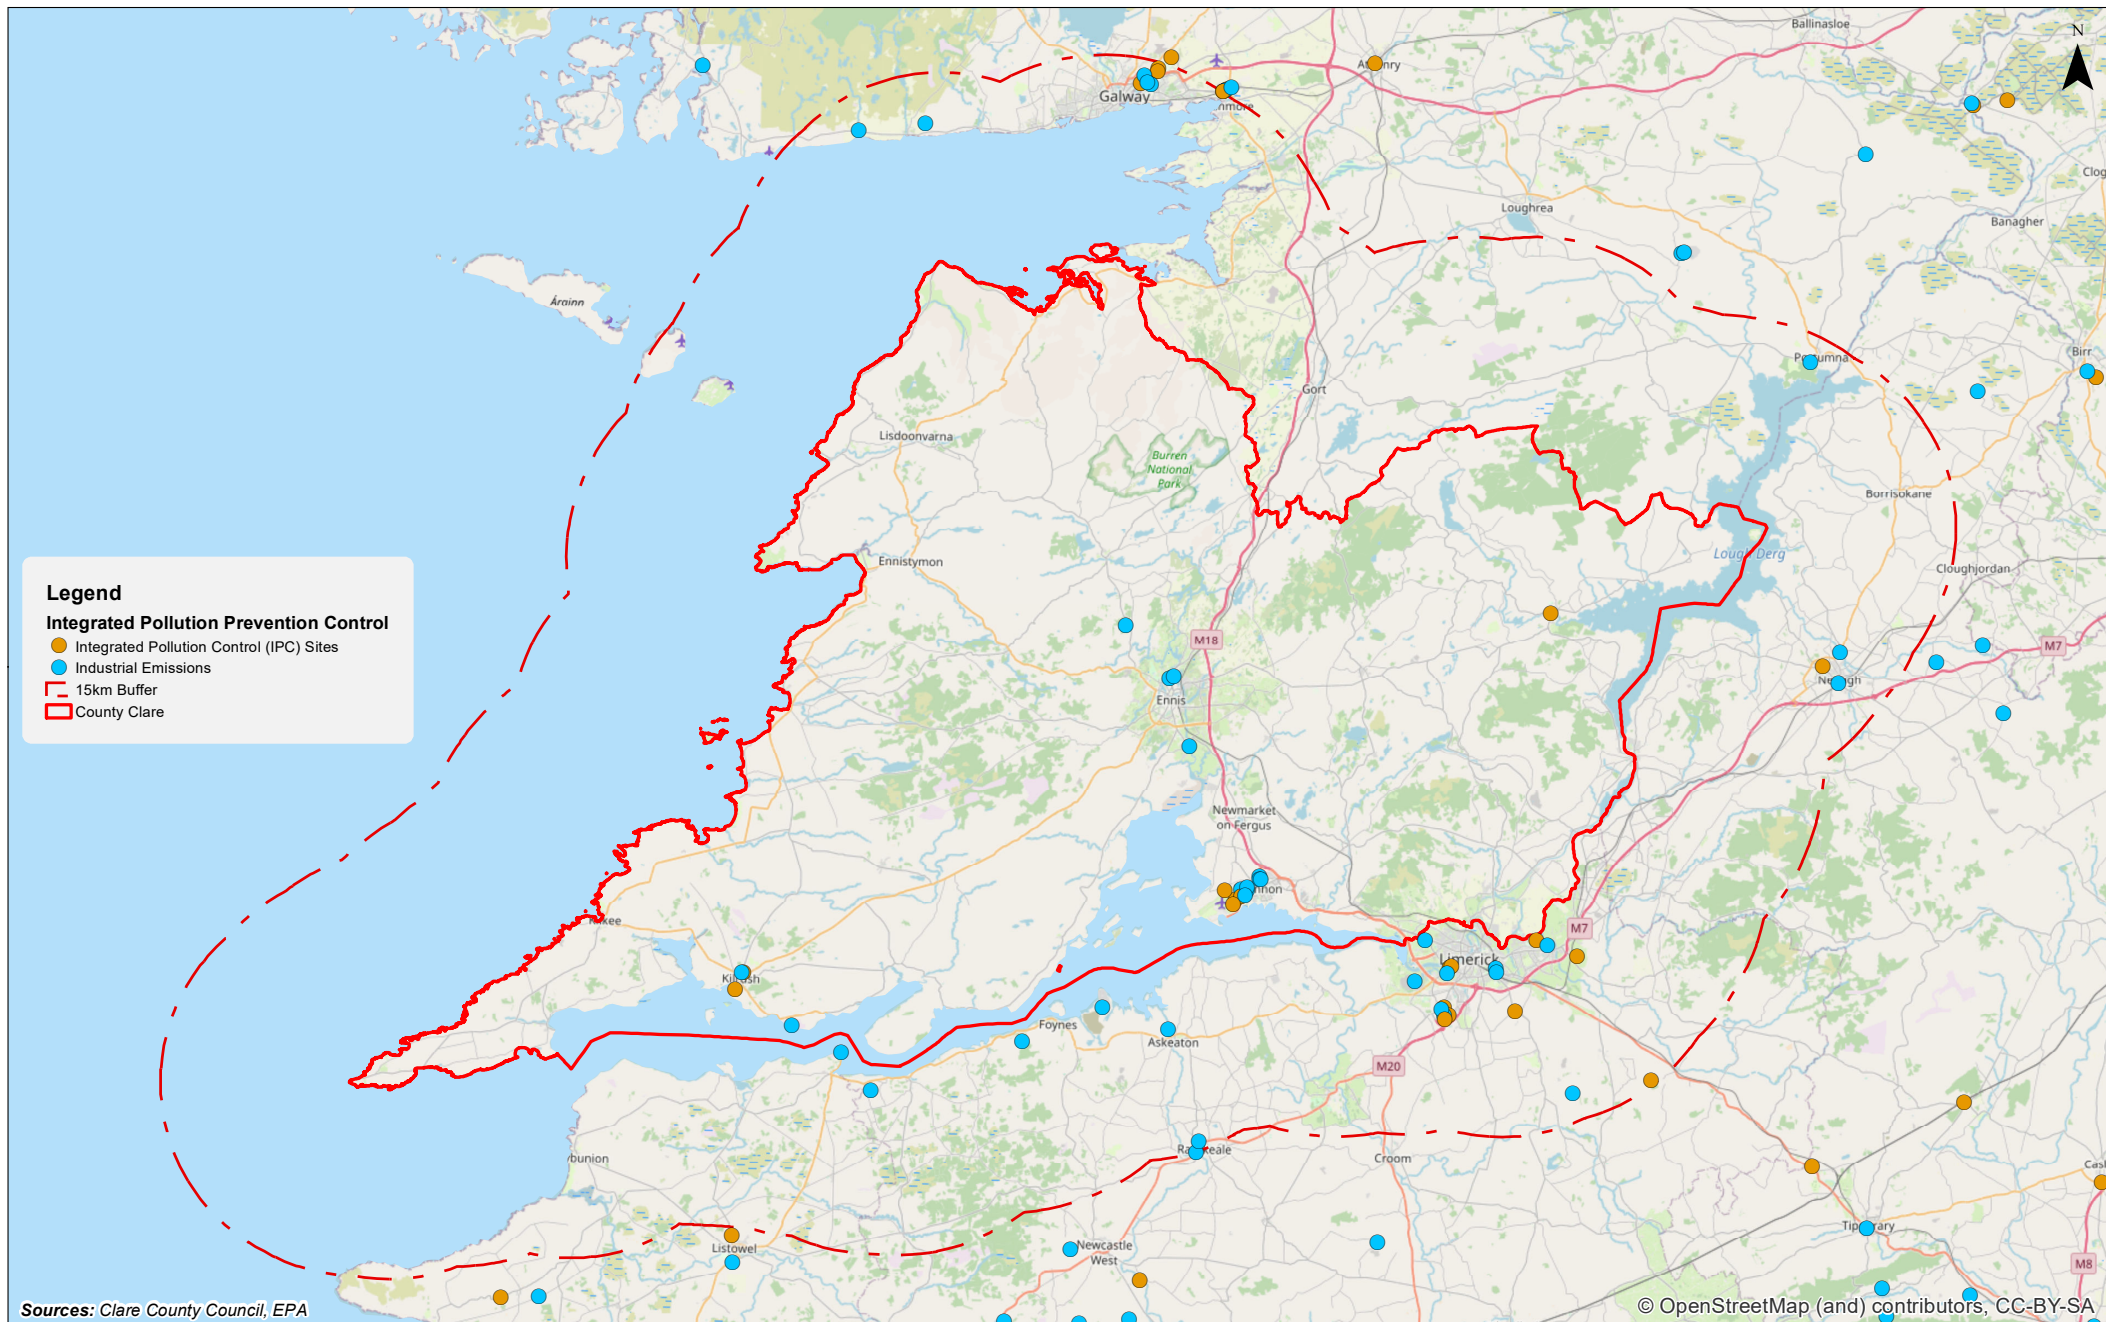 Ballinasloe
N
Galway
Loughrea
Banagher
Árainn
Birr
Gort
Lisdoonvarna
Burren
National
Park
Borrisokane
Lough Derg
Ennistymon
Cloughjordan
Legend
Integrated Pollution Prevention Control
Integrated Pollution Control (IPC) Sites
Industrial Emissions
15km Buffer
County Clare
M18
M7
Ennis
Newmarket
on Fergus
M7
Limerick
Foynes
Askeaton
M20
Croom
Listowel
Newcastle
West
M8
Sources: Clare County Council, EPA
© OpenStreetMap (and) contributors, CC-BY-SA